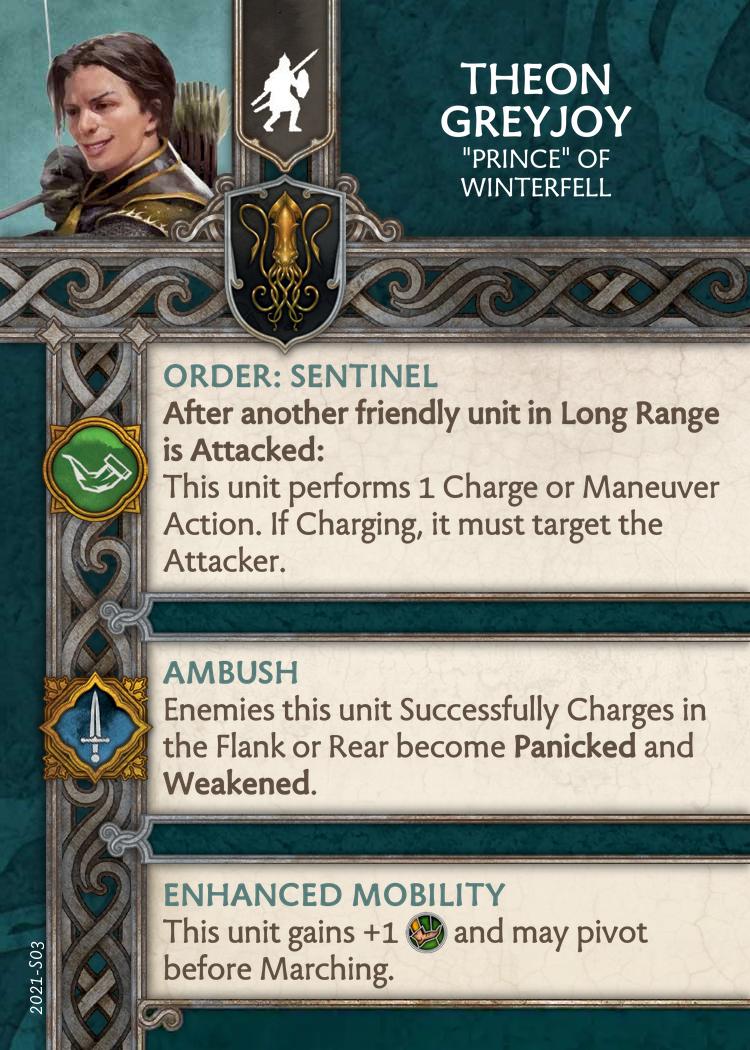 THEON
GREYJOY
"PRINCE" OF
WINTERFELL
ORDER: SENTINEL
After another friendly unit in Long Range
is Attacked:
This unit performs 1 Charge or Maneuver
Action. If Charging, it must target the
Attacker.
AMBUSH
Enemies this unit Successfully Charges in
the Flank or Rear become Panicked and
Weakened.
ENHANCED MOBILITY
This unit gains +1 and may pivot
before Marching.
2021-S03